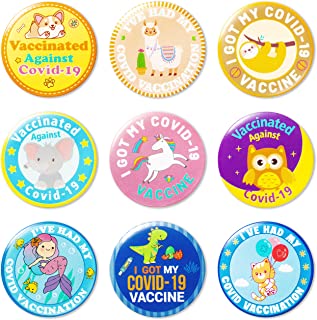 Vaccinated
Against
Covid-19
I'VE HAD MY
COVID VACCINATION
I GOT MY COVID-19
VACCINE
Vaccinated
Against
Covid-19
I GOT MY COVID-19
VACCINE
Vaccinated
Against
Covid-19
I'VE HAD MY
COVID VACCINATION
I GOT MY
COVID-19
VACCINE
I'VE HAD MY
COVID VACCINATION